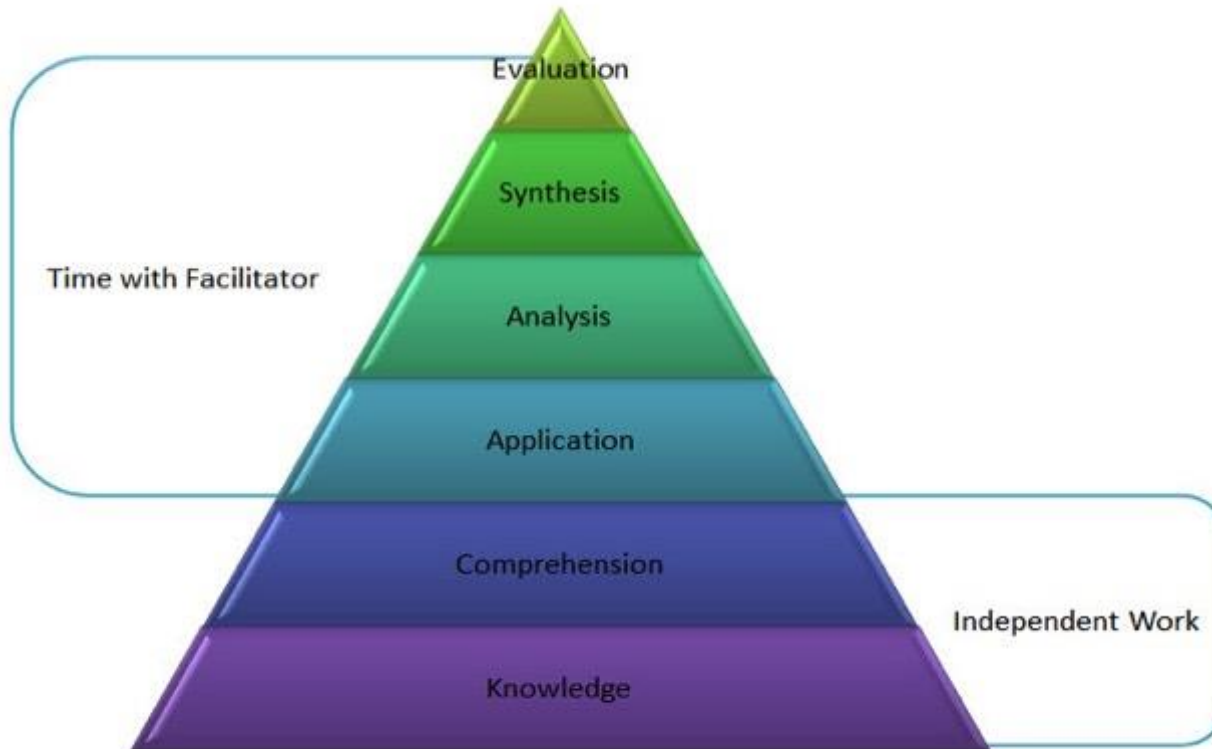 Evaluation
Synthesis
Time with Facilitator
Analysis
Application
Comprehension
Independent Work
Knowledge